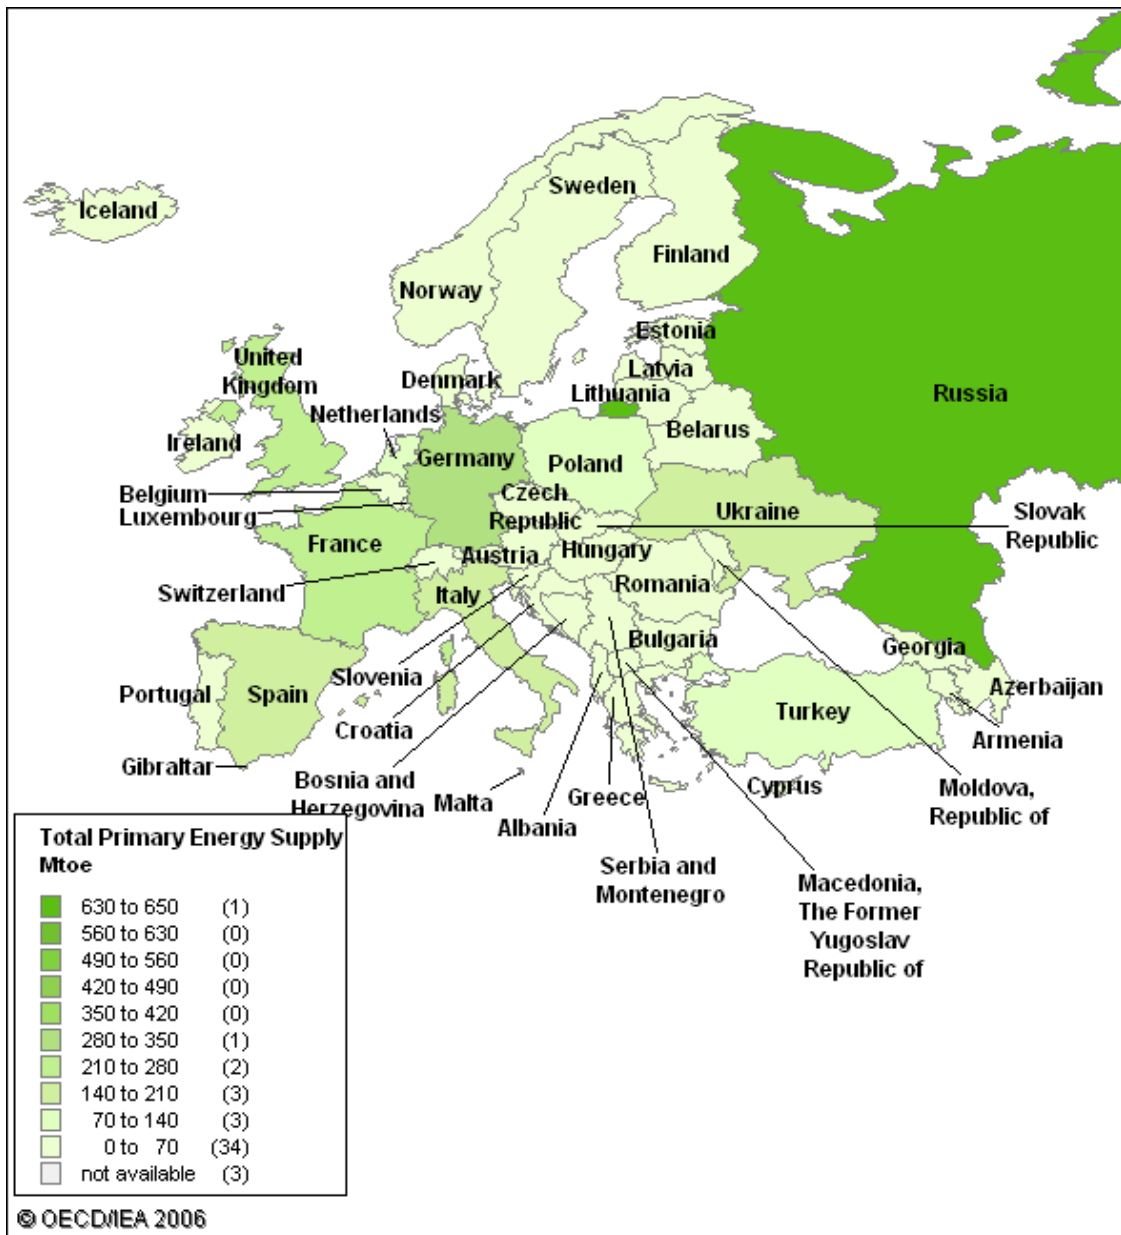 Iceland
Sweden
Finland
Norway
Estonia
United
Kingdom
Latvia
Denmark
Lithuania
Russia
Netherlands
Belarus
Ireland
Germany
Poland
Belgium
Czech
Republic
Luxembourg
Ukraine
Slovak
Republic
France
Austria
Hungary
Switzerland
Italy
Romania
Bulgaria
Georgia
Slovenia
Portugal
Spain
Azerbaijan
Turkey
Croatia
Armenia
Gibraltar
Bosnia and
Herzegovina
Malta
Greece
Cyprus
Moldova,
Republic of
Albania
Serbia and
Montenegro
Macedonia,
The Former
Yugoslav
Republic of
Total Primary Energy Supply
Mtoe
630 to 650 (1)
560 to 630 (0)
490 to 560 (0)
420 to 490 (0)
350 to 420 (0)
280 to 350 (1)
210 to 280 (2)
140 to 210 (3)
70 to 140 (3)
0 to 70 (34)
not available (3)
© OECD/IEA 2006